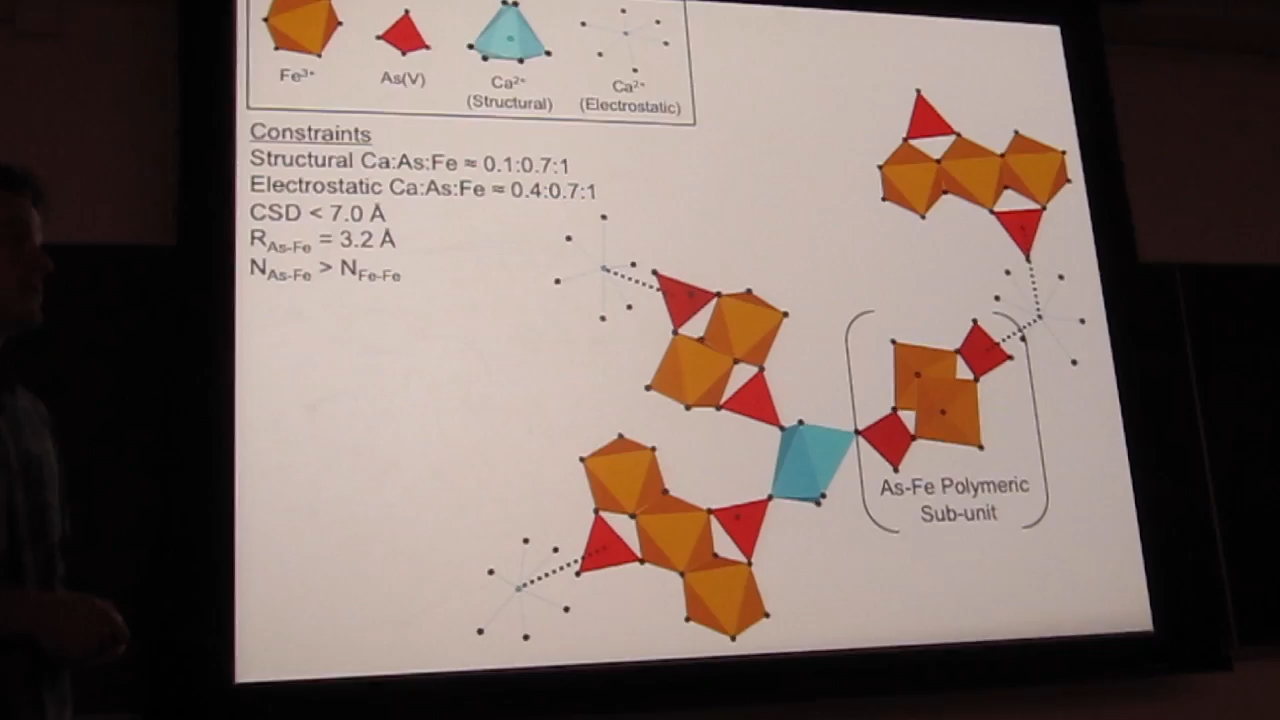 Fe³⁺
As(V)
Ca²⁺
(Structural)
Ca²⁺
(Electrostatic)
Constraints
Structural Ca:As:Fe ≈ 0.1:0.7:1
Electrostatic Ca:As:Fe ≈ 0.4:0.7:1
CSD < 7.0 Å
R_As-Fe = 3.2 Å
N_As-Fe > N_Fe-Fe
As-Fe Polymeric
Sub-unit